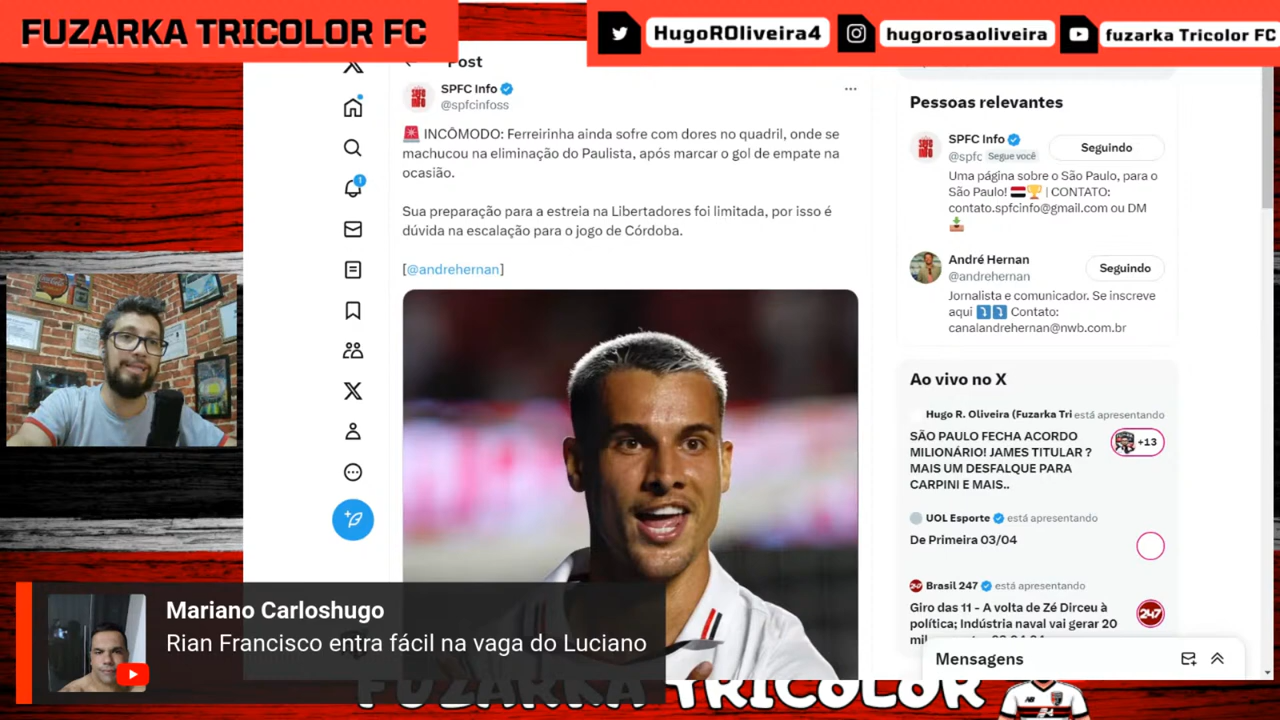 FUZARKA TRICOLOR FC
HugoROliveira4
hugorosaoliveira
fuzarka Tricolor FC
Post
SPFC Info
@spfcinfoss
🚨 INCÔMODO: Ferreirinha ainda sofre com dores no quadril, onde se
machucou na eliminação do Paulista, após marcar o gol de empate na
ocasião.
Sua preparação para a estreia na Libertadores foi limitada, por isso é
dúvida na escalação para o jogo de Córdoba.
[@andrehernan]
Pessoas relevantes
SPFC Info
@spfc Segue você
Seguindo
Uma página sobre o São Paulo, para o
São Paulo! 🇾🇪🏆 | CONTATO:
contato.spfcinfo@gmail.com ou DM
📥
André Hernan
@andrehernan
Seguindo
Jornalista e comunicador. Se inscreve
aqui ⤵️⤵️ Contato:
canalandrehernan@nwb.com.br
Ao vivo no X
Hugo R. Oliveira (Fuzarka Tri está apresentando
SÃO PAULO FECHA ACORDO
MILIONÁRIO! JAMES TITULAR ?
MAIS UM DESFALQUE PARA
CARPINI E MAIS..
+13
UOL Esporte está apresentando
De Primeira 03/04
Brasil 247 está apresentando
Giro das 11 - A volta de Zé Dirceu à
política; Indústria naval vai gerar 20
247
Mensagens
Mariano Carloshugo
Rian Francisco entra fácil na vaga do Luciano
FUZARKA TRICOLOR